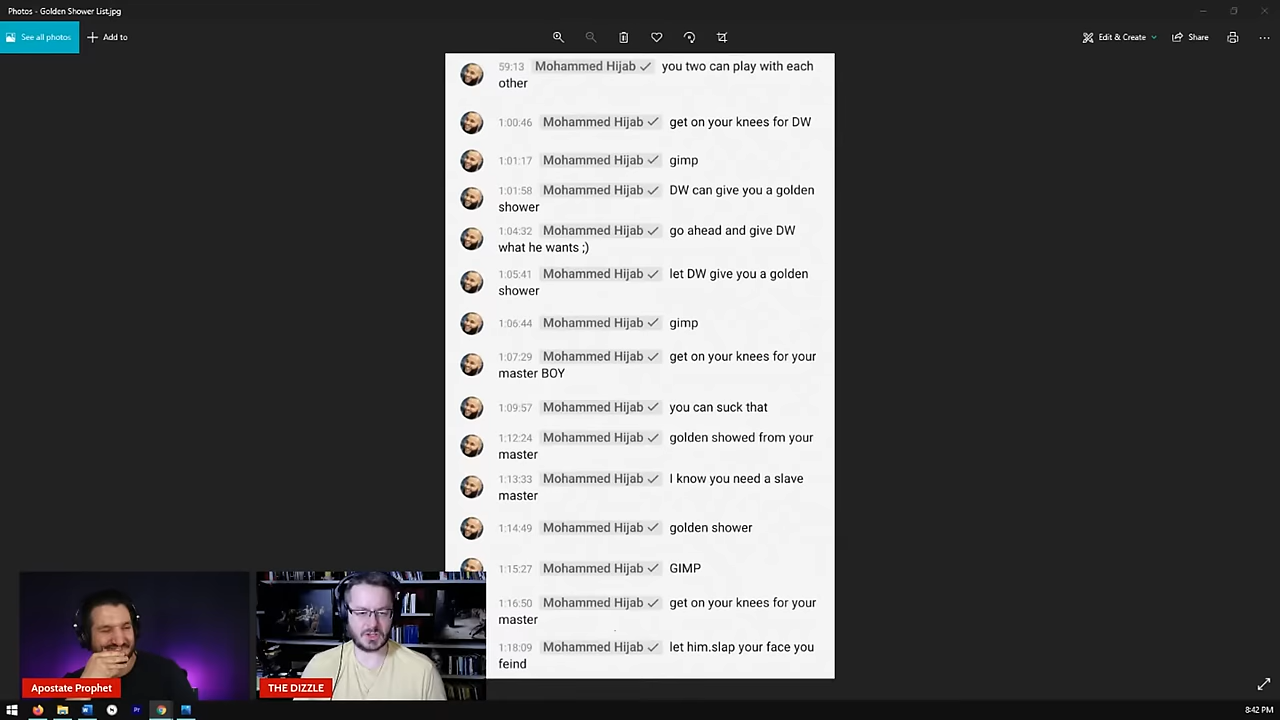 Photos - Golden Shower List.jpg
See all photos
Add to
Edit & Create
Share
59:13 Mohammed Hijab ✓ you two can play with each
other
1:00:46 Mohammed Hijab ✓ get on your knees for DW
1:01:17 Mohammed Hijab ✓ gimp
1:01:58 Mohammed Hijab ✓ DW can give you a golden
shower
1:04:32 Mohammed Hijab ✓ go ahead and give DW
what he wants ;)
1:05:41 Mohammed Hijab ✓ let DW give you a golden
shower
1:06:44 Mohammed Hijab ✓ gimp
1:07:29 Mohammed Hijab ✓ get on your knees for your
master BOY
1:09:57 Mohammed Hijab ✓ you can suck that
1:12:24 Mohammed Hijab ✓ golden showed from your
master
1:13:33 Mohammed Hijab ✓ I know you need a slave
master
1:14:49 Mohammed Hijab ✓ golden shower
1:15:27 Mohammed Hijab ✓ GIMP
1:16:50 Mohammed Hijab ✓ get on your knees for your
master
1:18:09 Mohammed Hijab ✓ let him.slap your face you
feind
Apostate Prophet
THE DIZZLE
Pr
8:42 PM